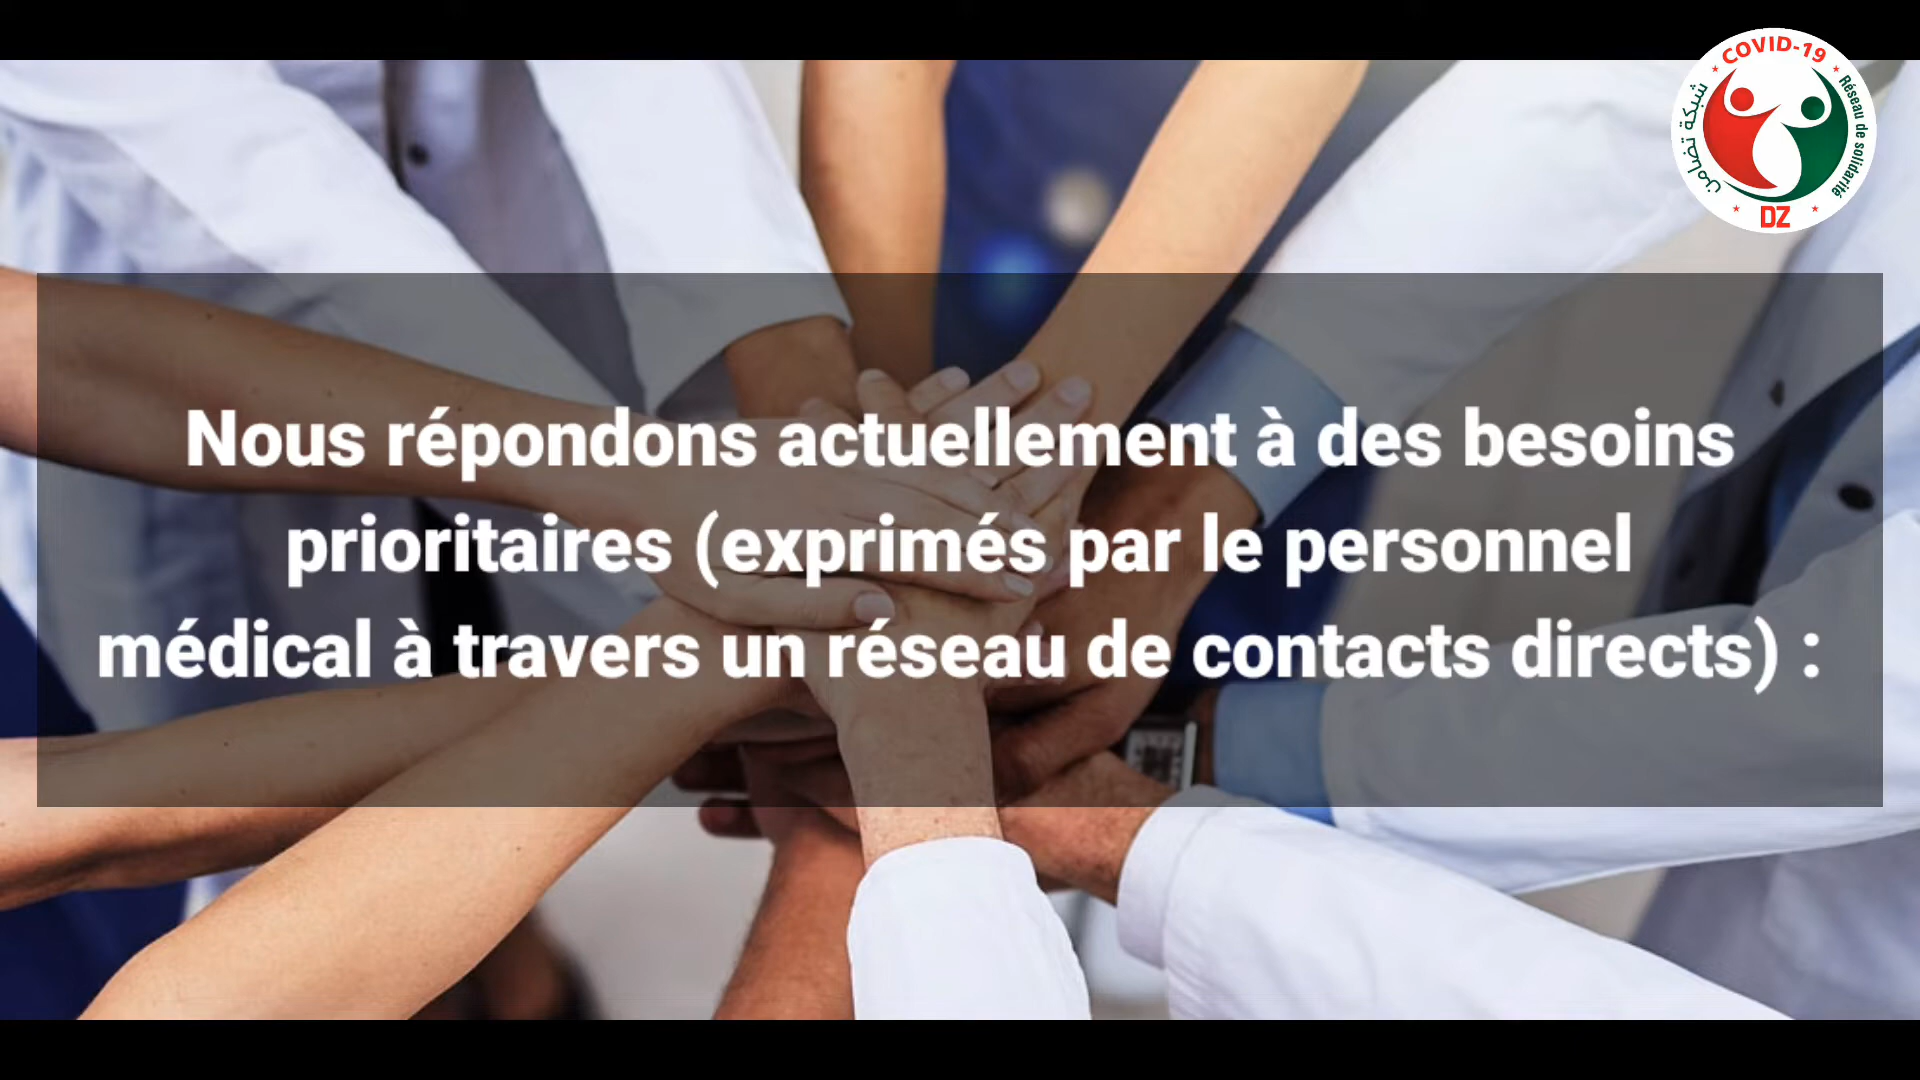 COVID-19
شبكة تضامن
Réseau de solidarité
DZ
Nous répondons actuellement à des besoins
prioritaires (exprimés par le personnel
médical à travers un réseau de contacts directs) :